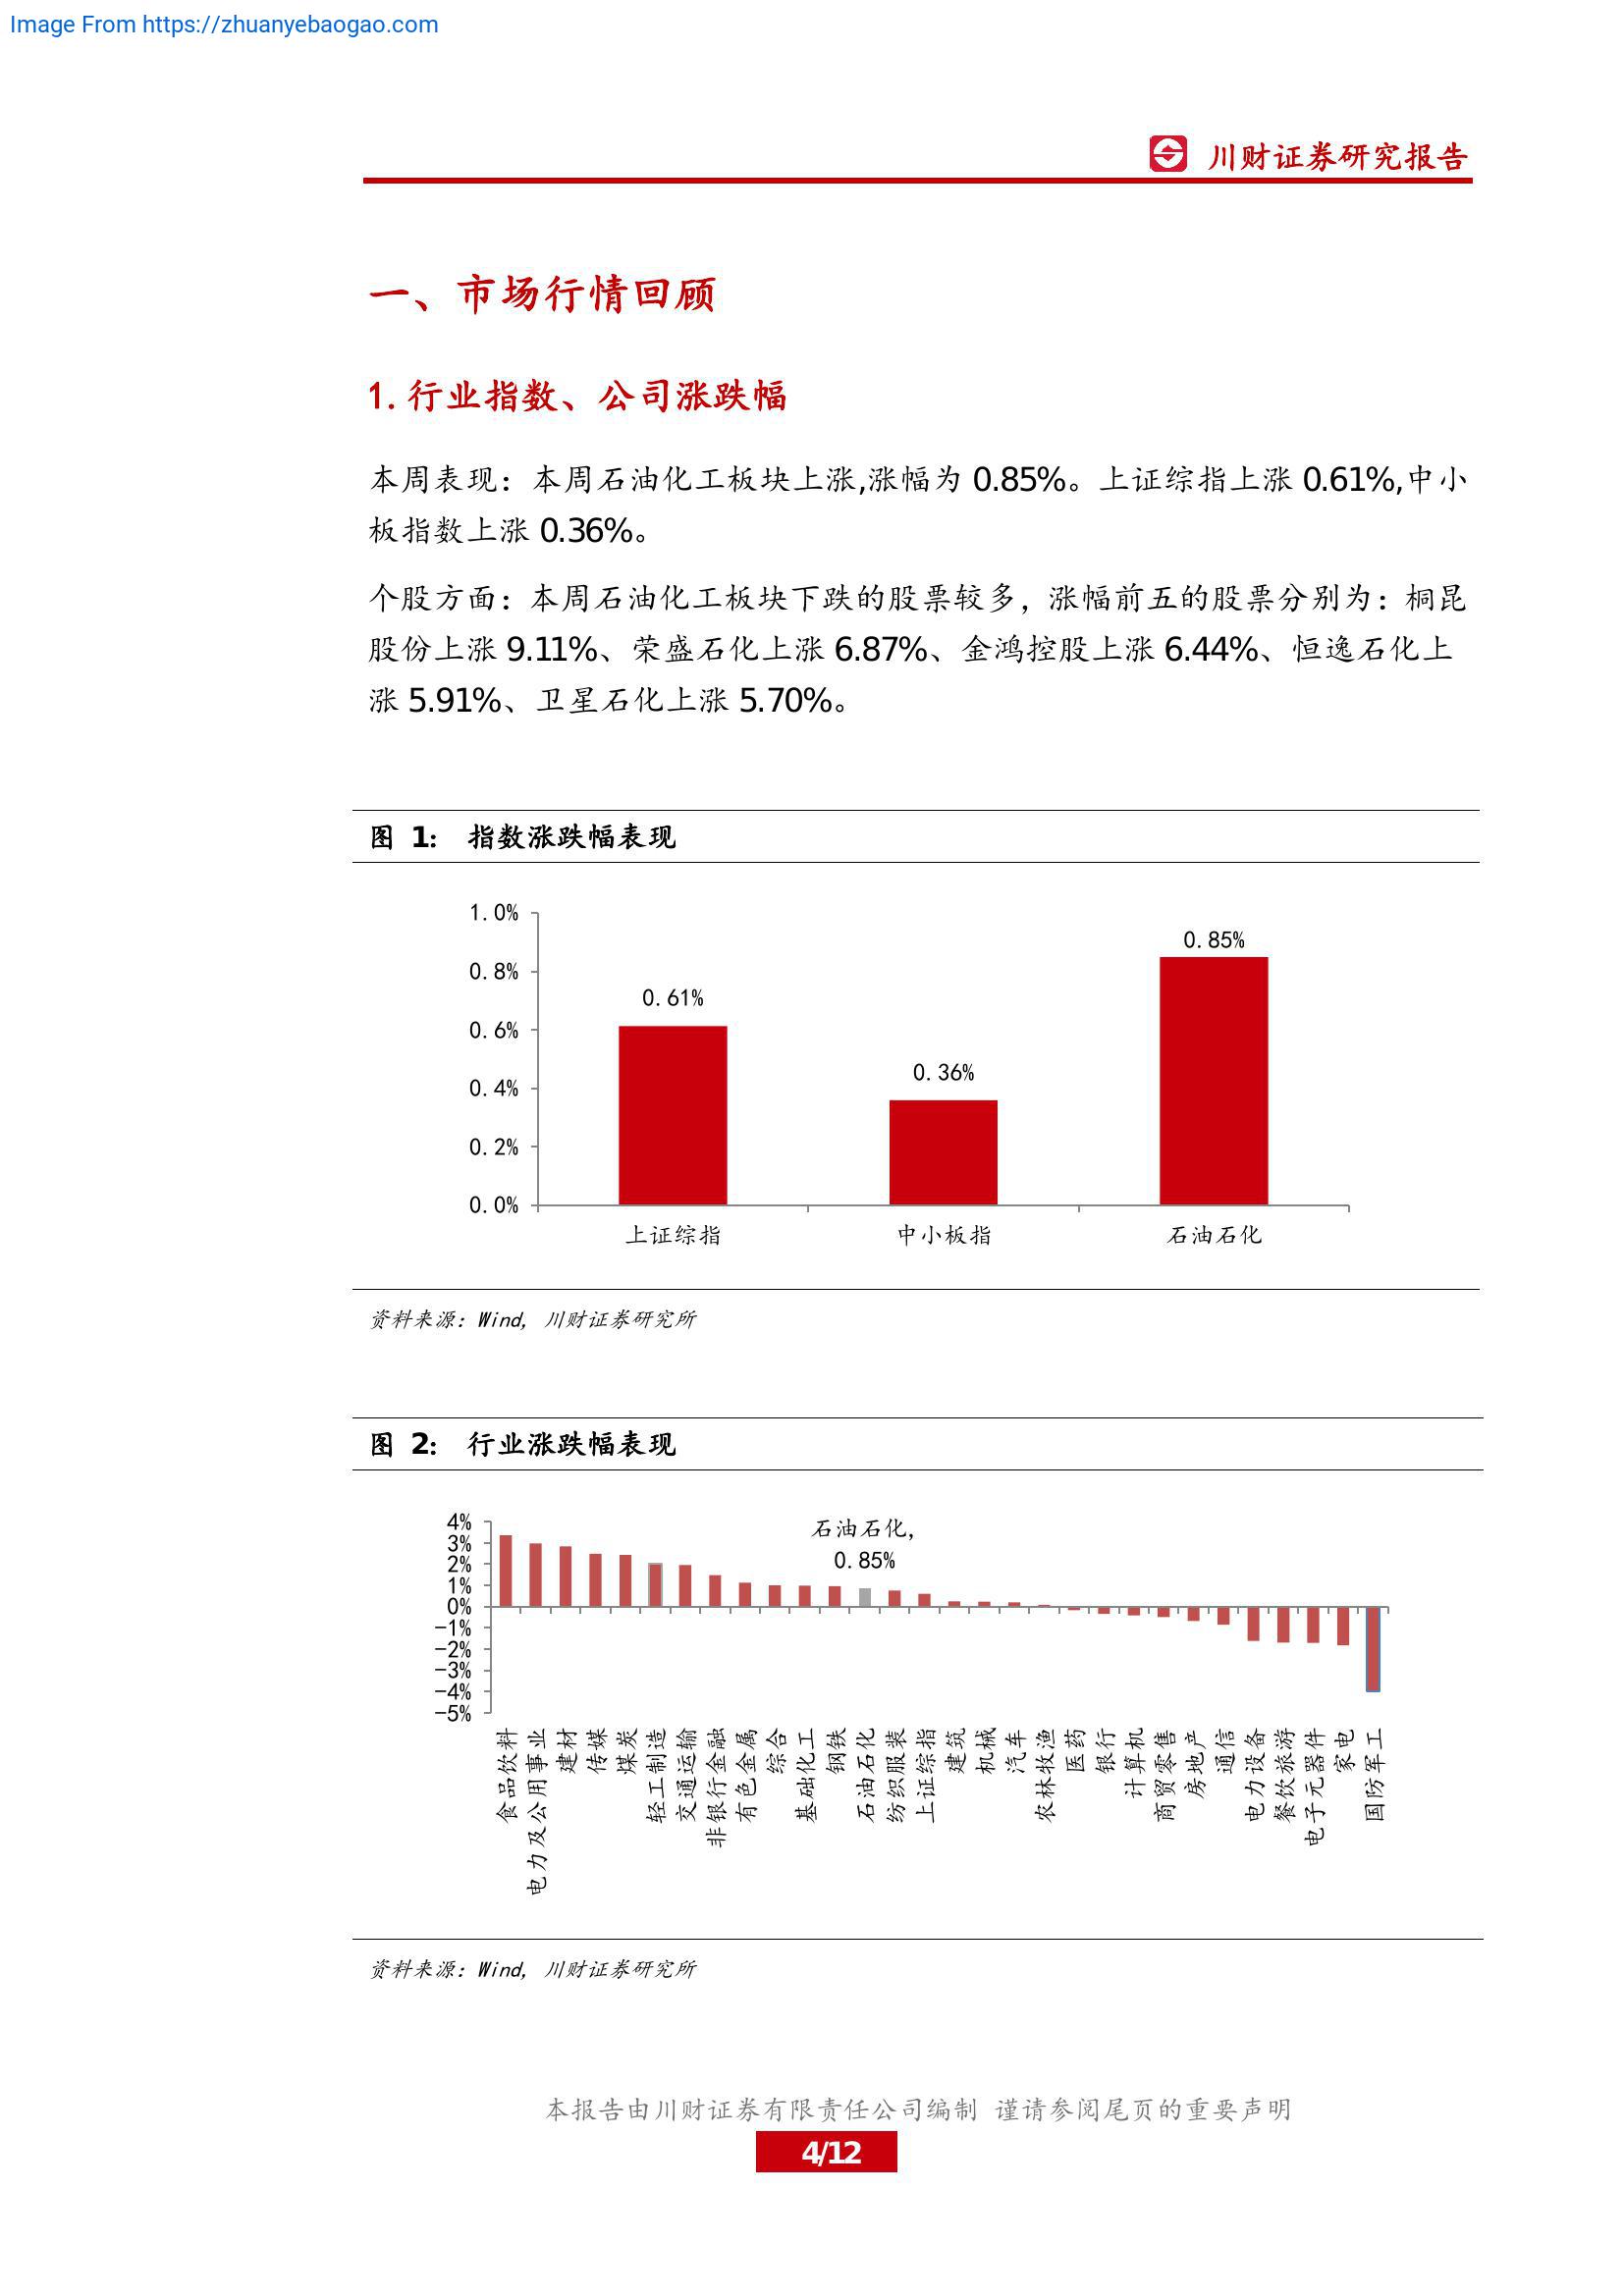 Image From https://zhuanyebaogao.com
川财证券研究报告
一、市场行情回顾
1.行业指数、公司涨跌幅
本周表现：本周石油化工板块上涨,涨幅为 0.85%。上证综指上涨 0.61%,中小
板指数上涨 0.36%。
个股方面：本周石油化工板块下跌的股票较多，涨幅前五的股票分别为：桐昆
股份上涨 9.11%、荣盛石化上涨 6.87%、金鸿控股上涨 6.44%、恒逸石化上
涨 5.91%、卫星石化上涨 5.70%。
图 1： 指数涨跌幅表现
1.0%
0.8%
0.6%
0.4%
0.2%
0.0%
0.61%
0.36%
0.85%
上证综指
中小板指
石油石化
资料来源：Wind, 川财证券研究所
图 2： 行业涨跌幅表现
4%
3%
2%
1%
0%
-1%
-2%
-3%
-4%
-5%
石油石化,
0.85%
食品饮料
电力及公用事业
建材
传媒
煤炭
轻工制造
交通运输
非银行金融
有色金属
综合
基础化工
钢铁
石油石化
纺织服装
上证综指
建筑
机械
汽车
农林牧渔
医药
银行
计算机
商贸零售
房地产
通信
电力设备
餐饮旅游
电子元器件
家电
国防军工
资料来源：Wind, 川财证券研究所
本报告由川财证券有限责任公司编制 谨请参阅尾页的重要声明
4/12